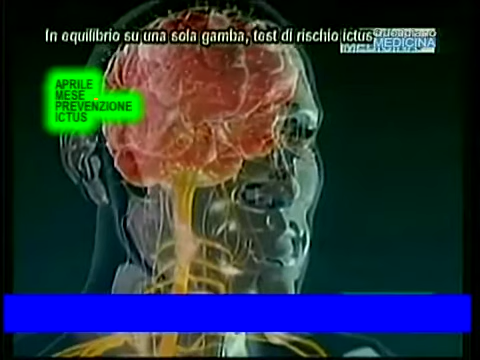 In equilibrio su una sola gamba, test di rischio ictus
MEDICINA
APRILE
MESE
PREVENZIONE
ICTUS